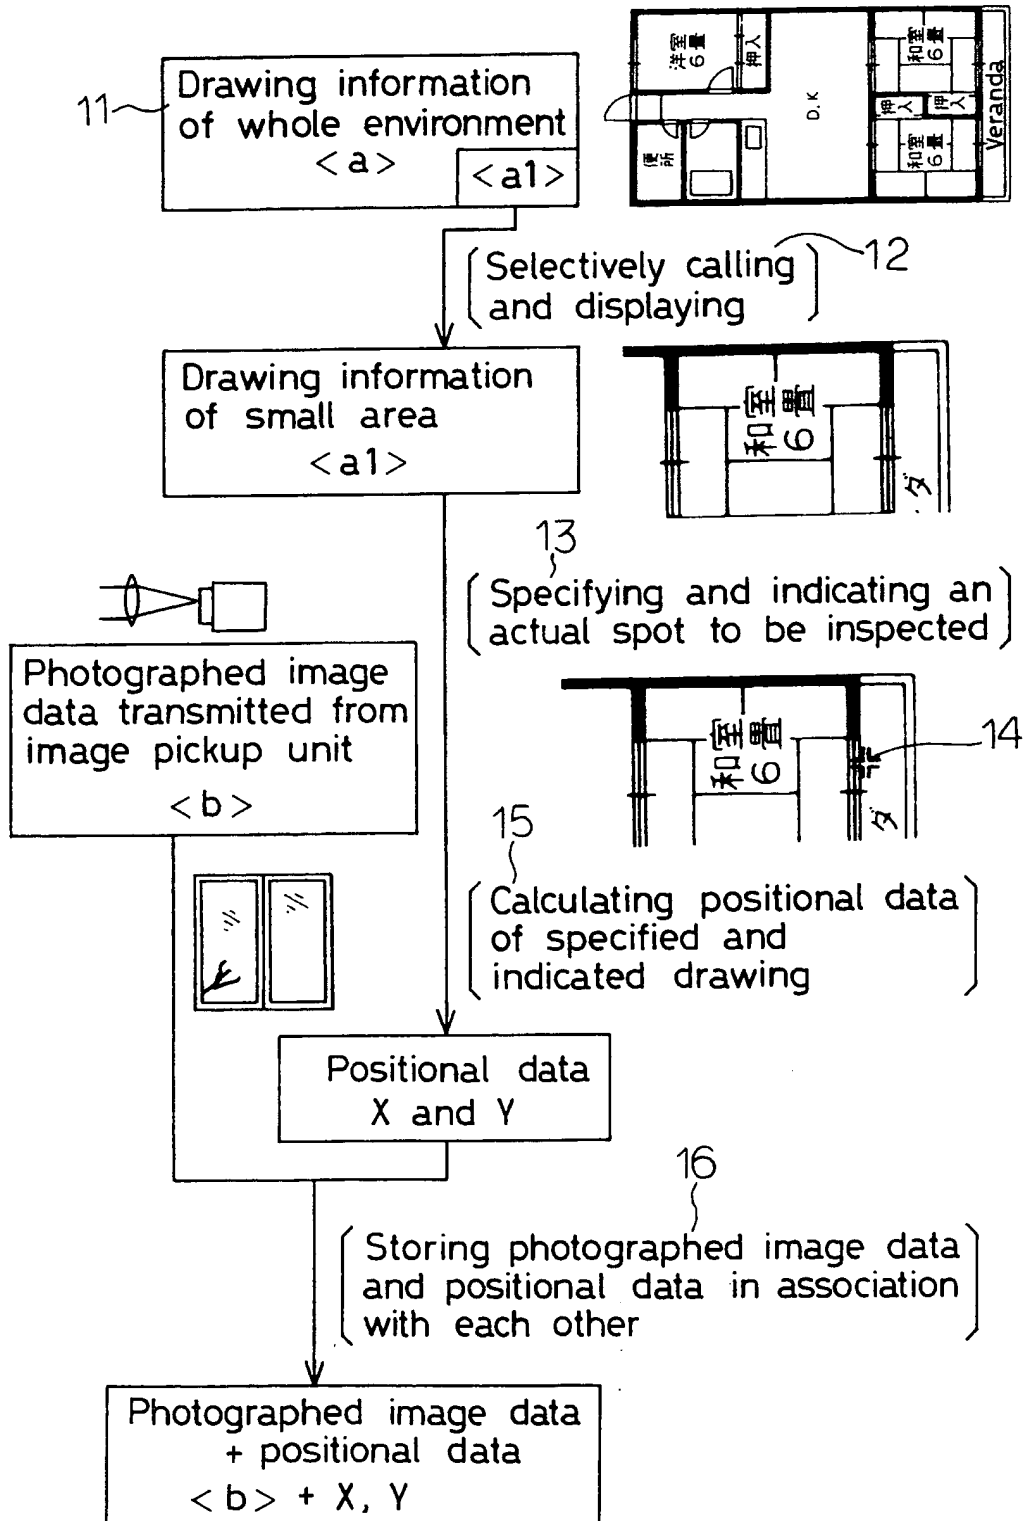 11
Drawing information
of whole environment
<a>
<a1>
洋室
6畳
押入
D.K
和室
6畳
押入
押入
和室
6畳
便所
Veranda
12
Selectively calling
and displaying
Drawing information
of small area
<a1>
和室
6畳
ダ
13
Specifying and indicating an
actual spot to be inspected
Photographed image
data transmitted from
image pickup unit
<b>
和室
6畳
ダ
14
15
Calculating positional data
of specified and
indicated drawing
Positional data
X and Y
16
Storing photographed image data
and positional data in association
with each other
Photographed image data
+ positional data
<b> + X, Y